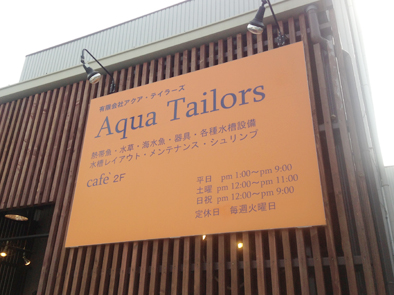 有限会社アクア・テイラーズ
Aqua Tailors
熱帯魚・水草・海水魚・器具・各種水槽設備
水槽レイアウト・メンテナンス・シュリンプ
café 2F
平日 pm 1:00〜pm 9:00
土曜 pm 12:00〜pm 11:00
日祝 pm 12:00〜pm 9:00
定休日 毎週火曜日